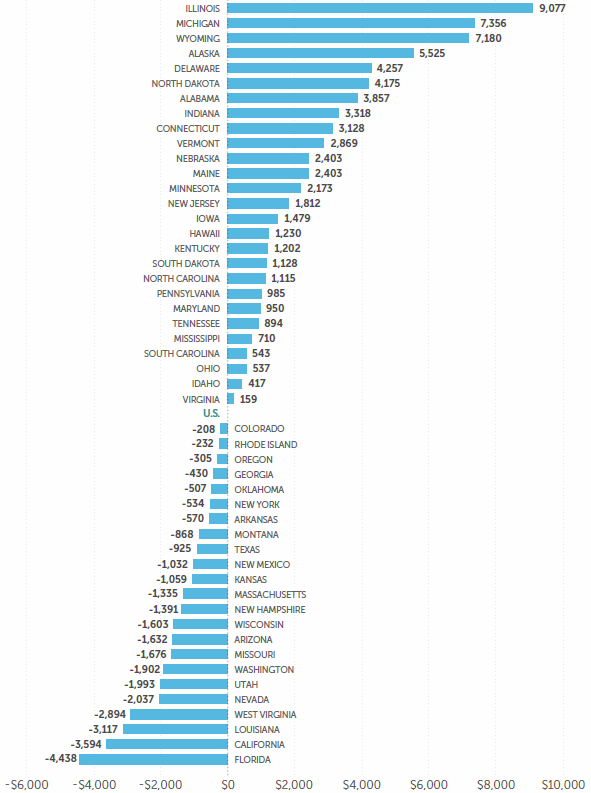 ILLINOIS 9,077
MICHIGAN 7,356
WYOMING 7,180
ALASKA 5,525
DELAWARE 4,257
NORTH DAKOTA 4,175
ALABAMA 3,857
INDIANA 3,318
CONNECTICUT 3,128
VERMONT 2,869
NEBRASKA 2,403
MAINE 2,403
MINNESOTA 2,173
NEW JERSEY 1,812
IOWA 1,479
HAWAII 1,230
KENTUCKY 1,202
SOUTH DAKOTA 1,128
NORTH CAROLINA 1,115
PENNSYLVANIA 985
MARYLAND 950
TENNESSEE 894
MISSISSIPPI 710
SOUTH CAROLINA 543
OHIO 537
IDAHO 417
VIRGINIA 159
U.S.
-208 COLORADO
-232 RHODE ISLAND
-305 OREGON
-430 GEORGIA
-507 OKLAHOMA
-534 NEW YORK
-570 ARKANSAS
-868 MONTANA
-925 TEXAS
-1,032 NEW MEXICO
-1,059 KANSAS
-1,335 MASSACHUSETTS
-1,391 NEW HAMPSHIRE
-1,603 WISCONSIN
-1,632 ARIZONA
-1,676 MISSOURI
-1,902 WASHINGTON
-1,993 UTAH
-2,037 NEVADA
-2,894 WEST VIRGINIA
-3,117 LOUISIANA
-3,594 CALIFORNIA
-4,438 FLORIDA
-$6,000 -$4,000 -$2,000 $0 $2,000 $4,000 $6,000 $8,000 $10,000